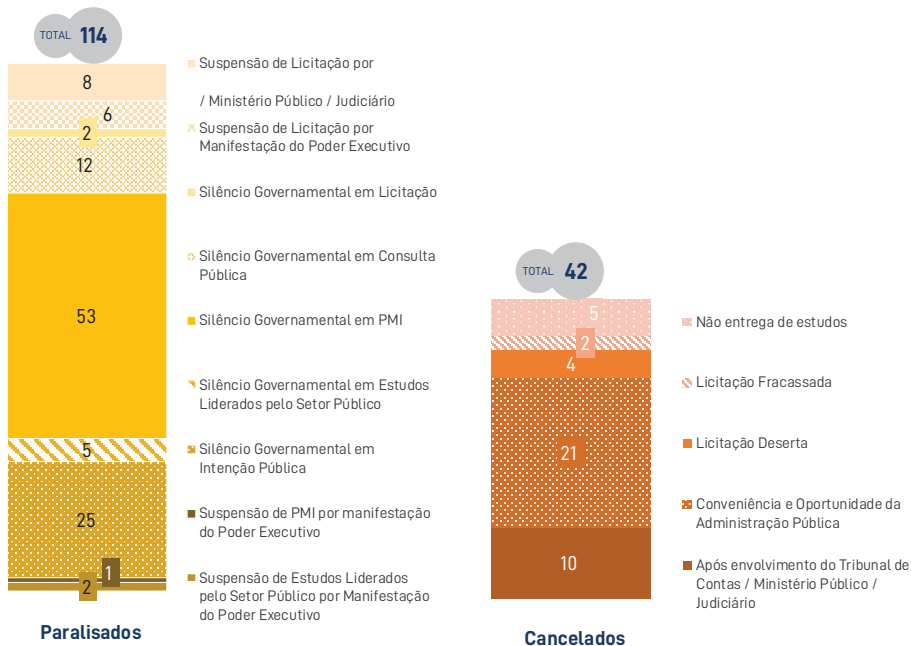 TOTAL 114
8
6
2
12
53
5
25
1
2
Paralisados
Suspensão de Licitação por
/ Ministério Público / Judiciário
Suspensão de Licitação por
Manifestação do Poder Executivo
Silêncio Governamental em Licitação
Silêncio Governamental em Consulta
Pública
Silêncio Governamental em PMI
Silêncio Governamental em Estudos
Liderados pelo Setor Público
Silêncio Governamental em
Intenção Pública
Suspensão de PMI por manifestação
do Poder Executivo
Suspensão de Estudos Liderados
pelo Setor Público por Manifestação
do Poder Executivo
TOTAL 42
5
2
4
21
10
Cancelados
Não entrega de estudos
Licitação Fracassada
Licitação Deserta
Conveniência e Oportunidade da
Administração Pública
Após envolvimento do Tribunal de
Contas / Ministério Público /
Judiciário